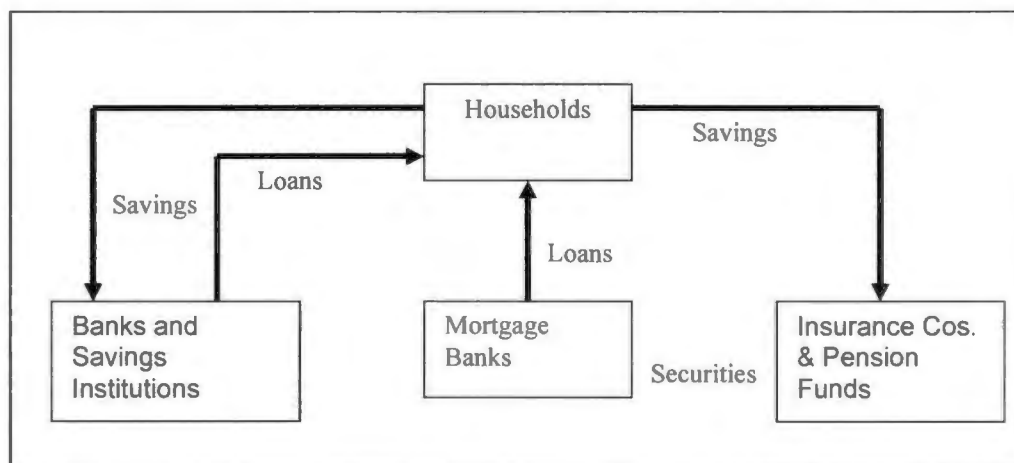 Households
Savings
Loans
Savings
Loans
Banks and
Savings
Institutions
Mortgage
Banks
Securities
Insurance Cos.
& Pension
Funds